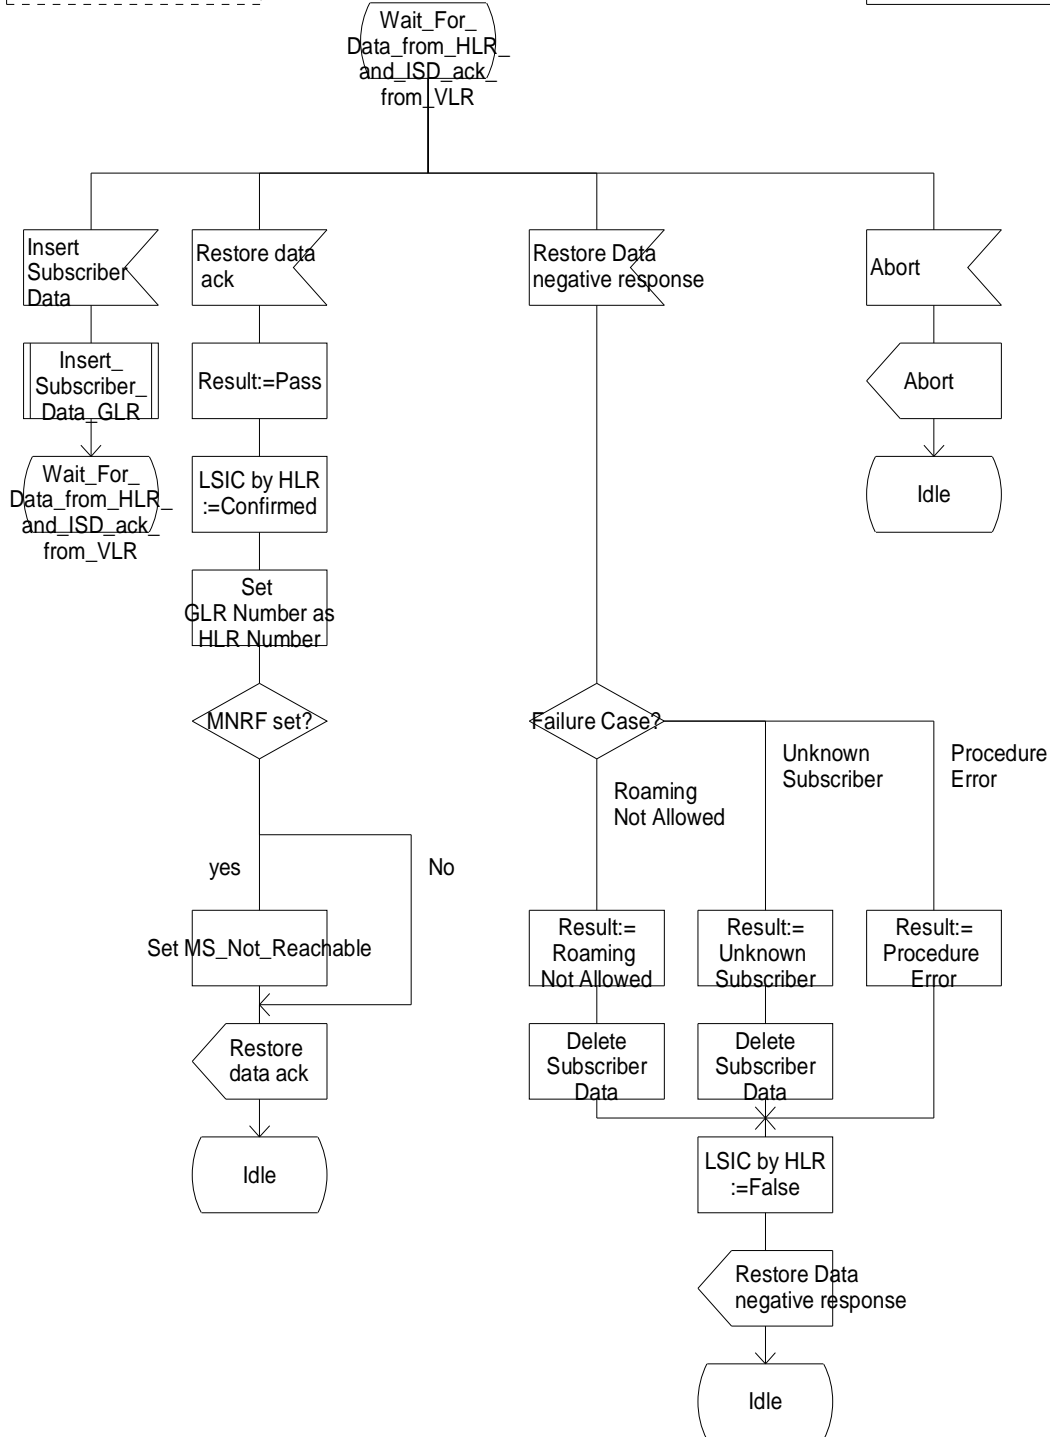 Wait_For_
Data_from_HLR_
and_ISD_ack_
from_VLR
Insert
Subscriber
Data
Restore data
ack
Restore Data
negative response
Abort
Insert_
Subscriber_
Data_GLR
Result:=Pass
Abort
Wait_For_
Data_from_HLR_
and_ISD_ack_
from_VLR
LSIC by HLR
:=Confirmed
Idle
Set
GLR Number as
HLR Number
MNRF set?
Failure Case?
Roaming
Not Allowed
Unknown
Subscriber
Procedure
Error
yes
No
Set MS_Not_Reachable
Result:=
Roaming
Not Allowed
Result:=
Unknown
Subscriber
Result:=
Procedure
Error
Restore
data ack
Delete
Subscriber
Data
Delete
Subscriber
Data
Idle
LSIC by HLR
:=False
Restore Data
negative response
Idle